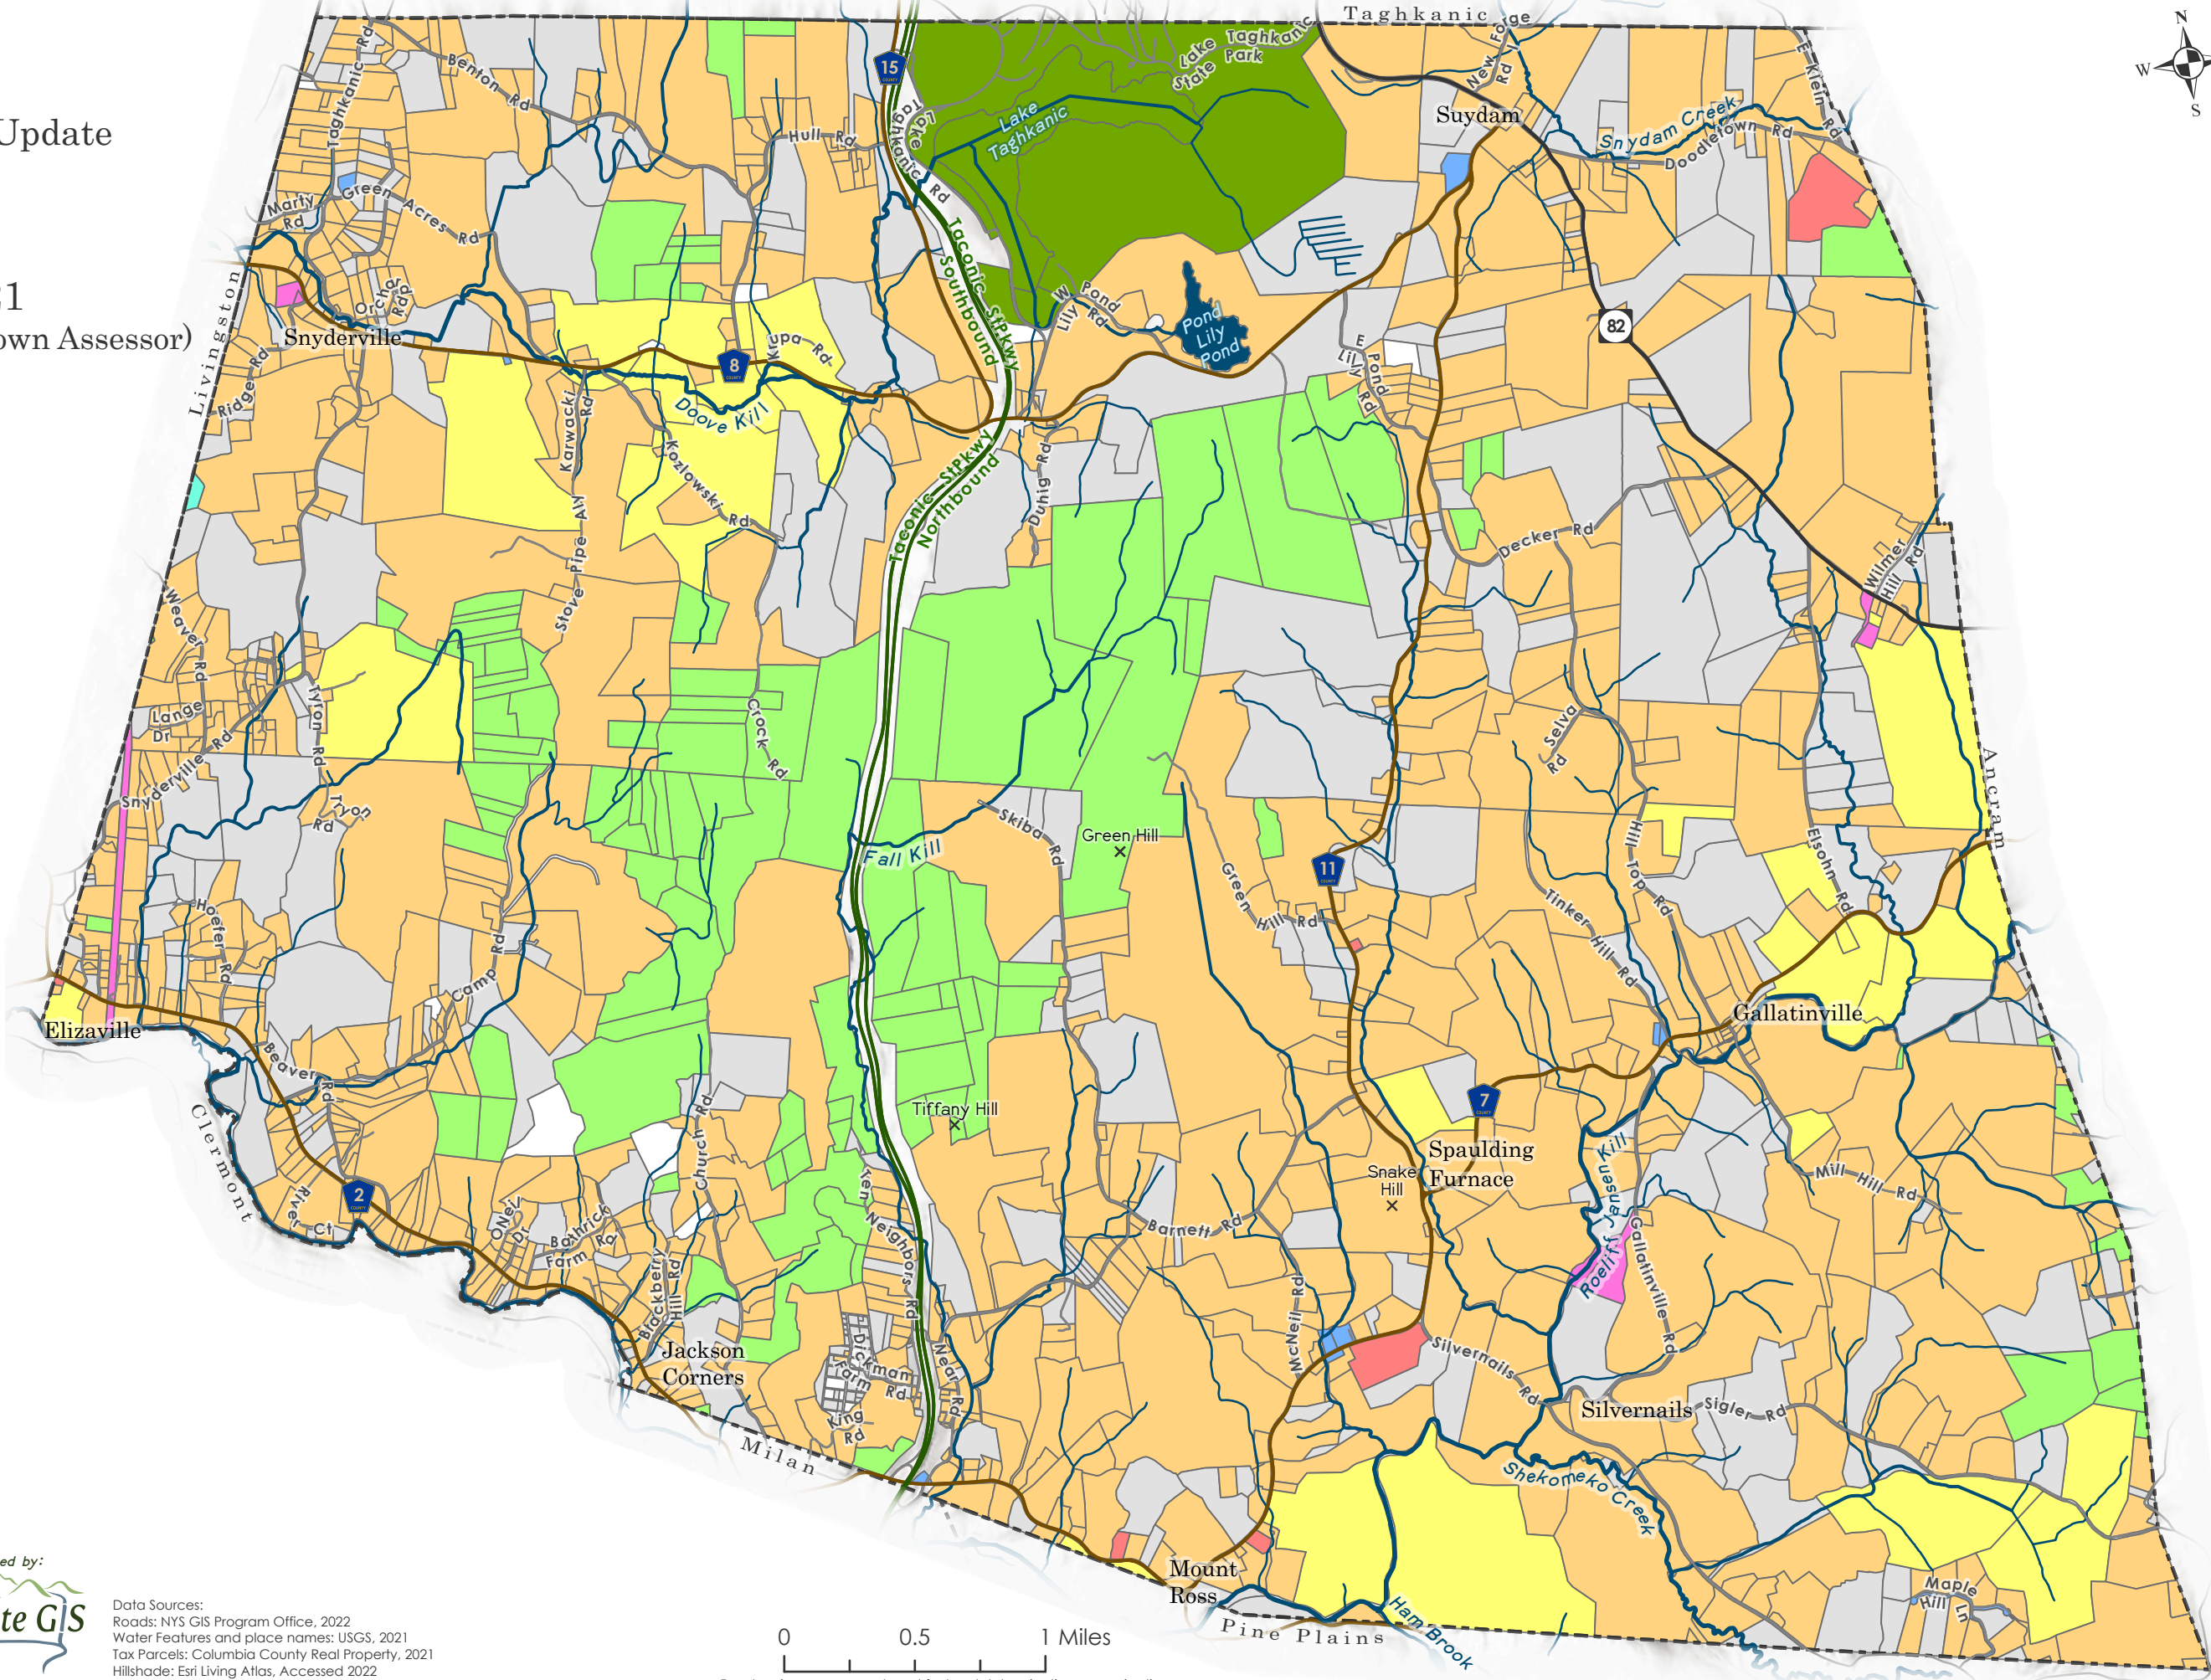 Update
21
own Assessor)
Taghkanic
N
W
S
Lake Taghkanic
State Park
New Forge
Rd
E Klein Rd
15
COUNTY
Taghkanic Rd
Benton Rd
Hull Rd
Lake
Taghkanic Rd
Lake
Taghkanic
Suydam
Snydam Creek
Doodletown Rd
Marty
Rd
Green Acres Rd
Orchard
Rd
Livingston
Snyderville
Taconic StPkwy
Southbound
W
Lily Pond
Rd
Pond
Lily
Pond
82
8
COUNTY
Krupa Rd
E
Lily Pond
Rd
Ridge Rd
Doove Kill
Karwacki
Rd
Kozlowski Rd
Taconic StPkwy
Northbound
Duhig Rd
Stove Pipe Aly
Decker Rd
Wilmer
Hill Rd
Weaver Rd
Lange
Dr
Snyderville Rd
Tyron Rd
Tryon
Rd
Crock Rd
Selva
Rd
Ancram
Skiba Rd
Green Hill
Fall Kill
11
Green Hill Rd
Hill Top Rd
Elsohn Rd
Tinker Hill Rd
Hoefer Rd
Camp Rd
Elizaville
Gallatinville
Beaver Rd
Clermont
Church Rd
Tiffany Hill
7
COUNTY
Spaulding
Furnace
Snake
Hill
Roeliff Jansen Kill
Mill Hill Rd
2
COUNTY
River Ct
ONeil
Dr
Bathrick
Farm Rd
Ten
Neighbors Rd
Barnett Rd
Gallatinville Rd
Blackberry
Hill Rd
McNeil Rd
Jackson
Corners
Dickman
Farm Rd
Near Rd
King
Rd
Silvernails Rd
Silvernails
Sigler Rd
Milan
Shekomeko Creek
Mount
Ross
Maple
Hill Ln
Pine Plains
Ham Brook
ed by:
te GIS
Data Sources:
Roads: NYS GIS Program Office, 2022
Water Features and place names: USGS, 2021
Tax Parcels: Columbia County Real Property, 2021
Hillshade: Esri Living Atlas, Accessed 2022
0 0.5 1 Miles